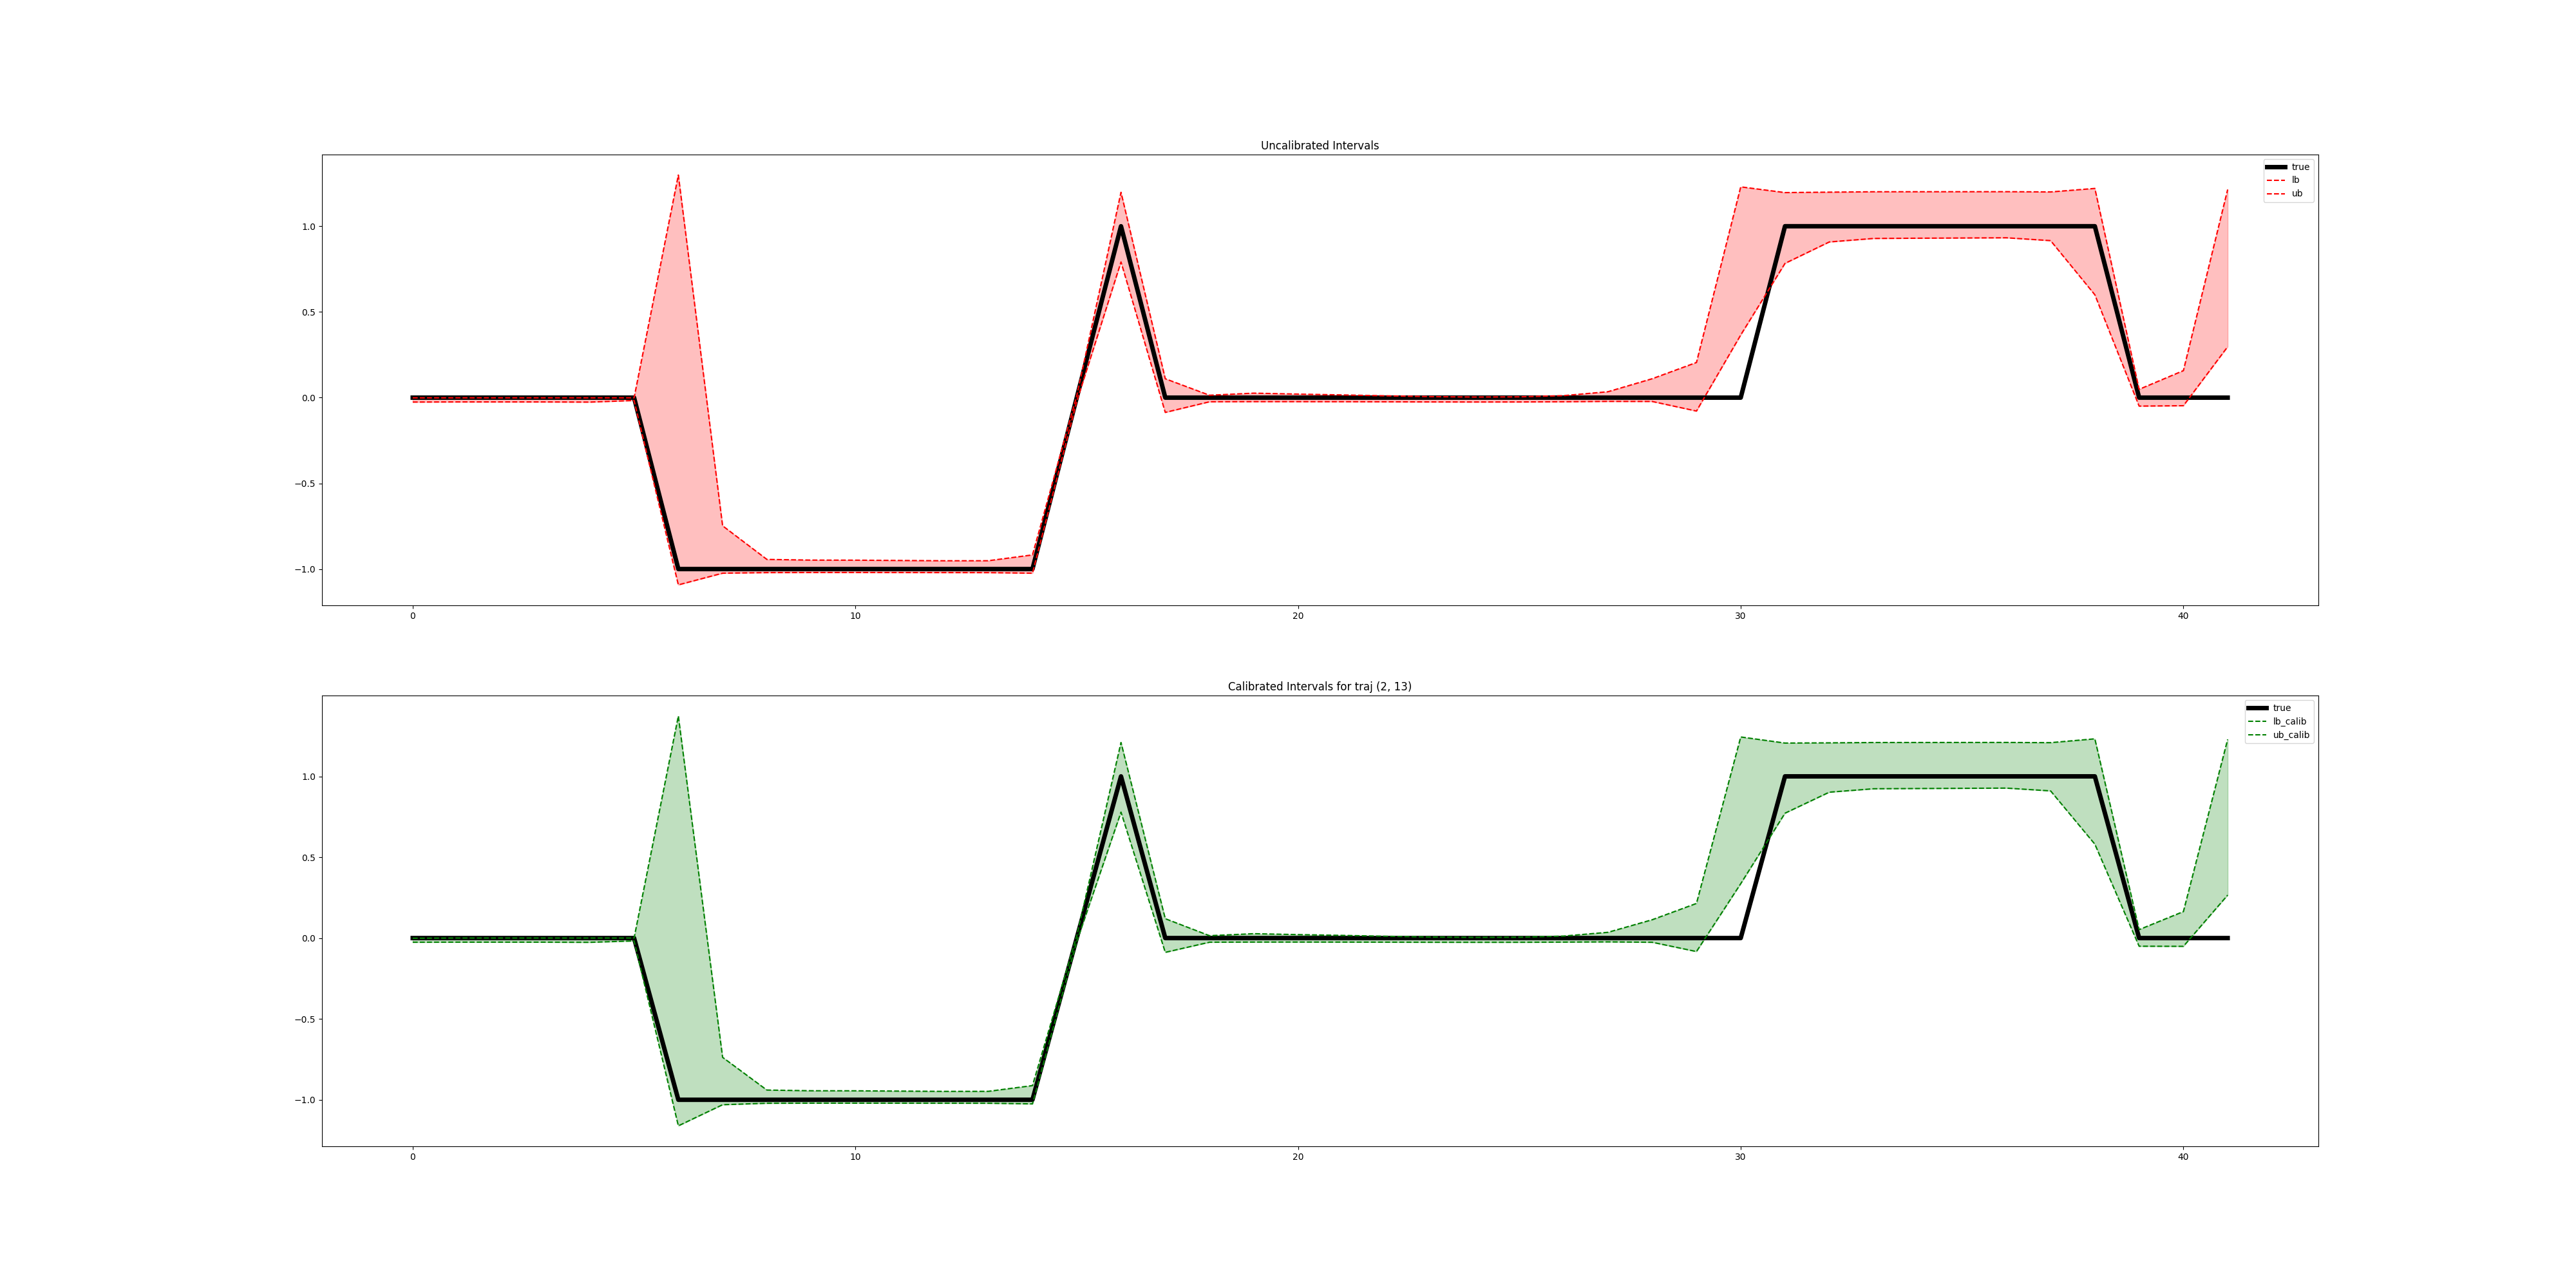 Uncalibrated Intervals
true
lb
ub
1.0
0.5
0.0
−0.5
−1.0
0 10 20 30 40
Calibrated Intervals for traj (2, 13)
true
lb_calib
ub_calib
1.0
0.5
0.0
−0.5
−1.0
0 10 20 30 40